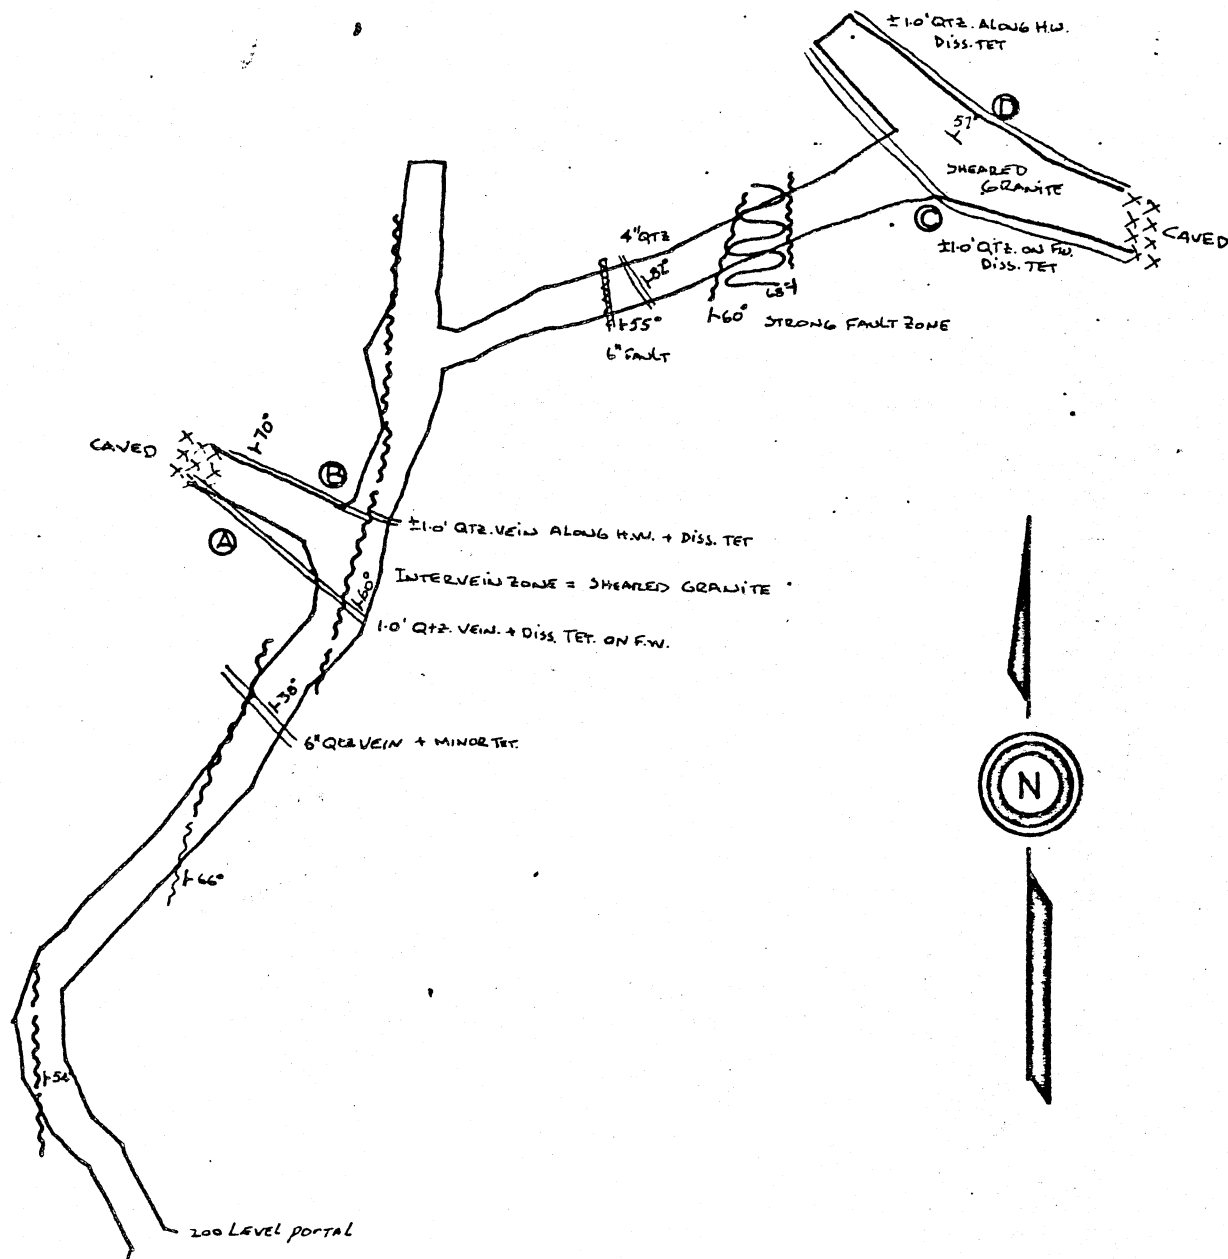 ±1.0' QTZ. ALONG H.W.
DISS. TET
D
57°
SHEARED
GRANITE
C
CAVED
±1.0' QTZ. ON F.W.
DISS. TET
4" QTZ
82°
55°
6" FAULT
60°
68°
STRONG FAULT ZONE
70°
CAVED
B
±1.0' QTZ. VEIN ALONG H.W. + DISS. TET
A
INTERVEIN ZONE = SHEARED GRANITE
60°
1.0' QTZ. VEIN. + DISS. TET. ON F.W.
38°
6" QTZ VEIN + MINOR TET.
N
66°
200 LEVEL PORTAL